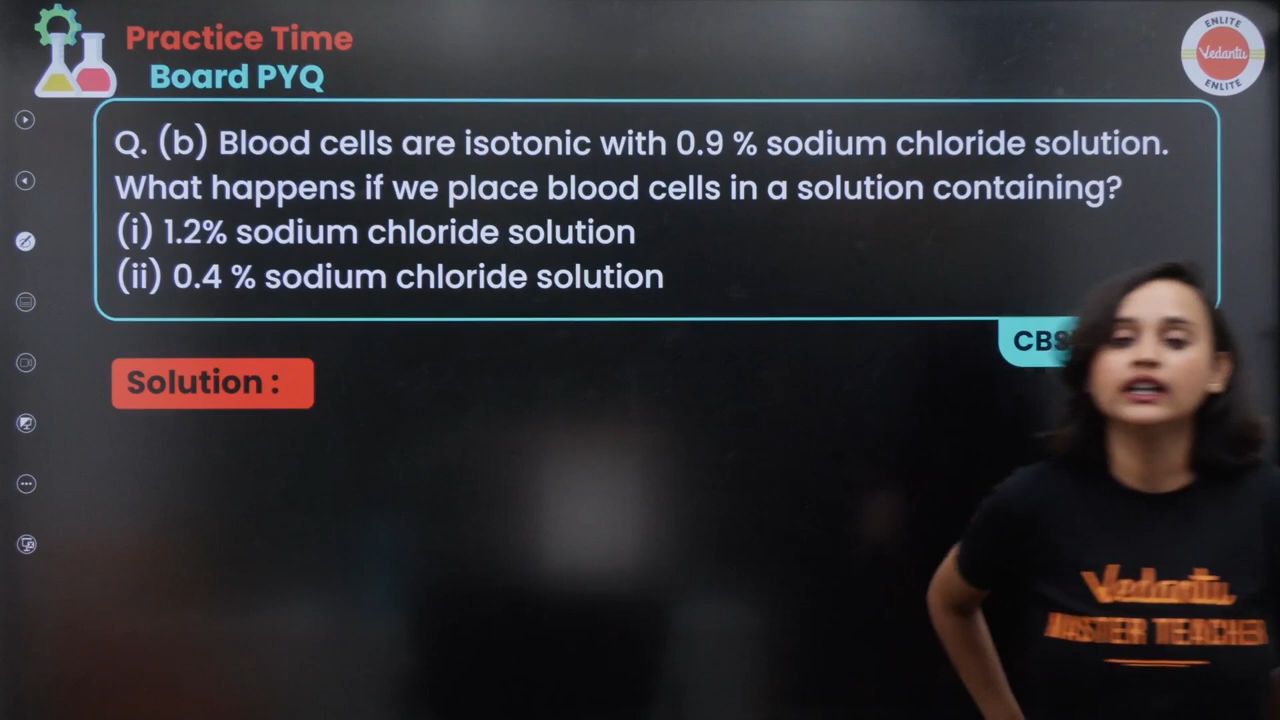 Practice Time
Board PYQ
ENLITE
Vedantu
ENLITE
Q. (b) Blood cells are isotonic with 0.9 % sodium chloride solution.
What happens if we place blood cells in a solution containing?
(i) 1.2% sodium chloride solution
(ii) 0.4 % sodium chloride solution
Solution :
Vedantu
MASTER TEACHER